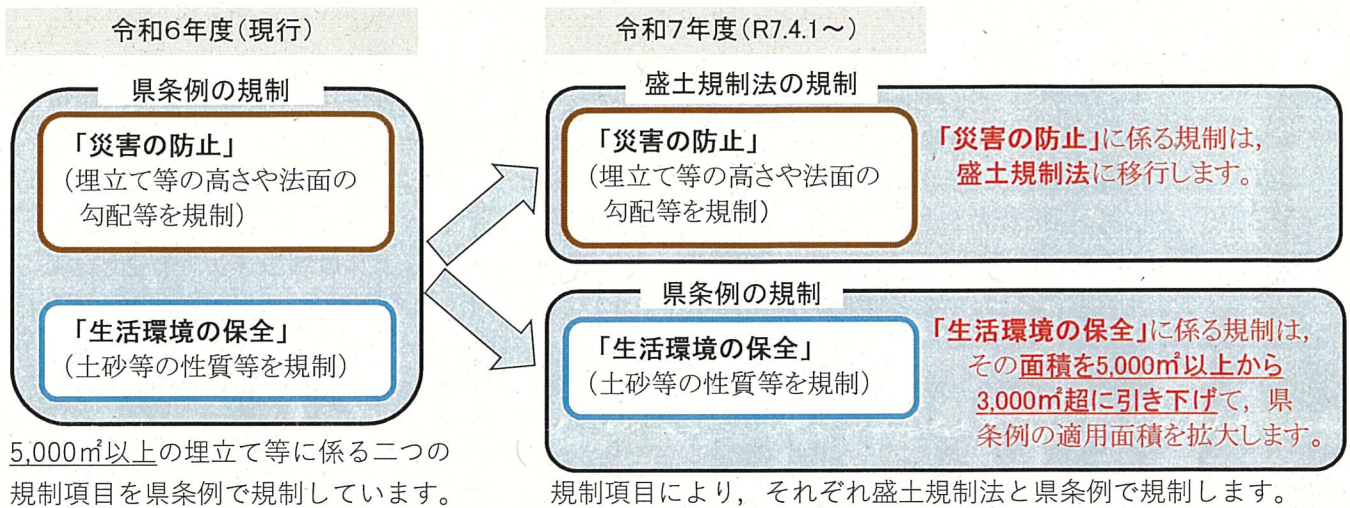 令和６年度（現行）
県条例の規制
「災害の防止」
（埋立て等の高さや法面の
勾配等を規制）
「生活環境の保全」
（土砂等の性質等を規制）
5,000㎡以上の埋立て等に係る二つの
規制項目を県条例で規制しています。
令和７年度（R7.4.1～）
盛土規制法の規制
「災害の防止」
（埋立て等の高さや法面の
勾配等を規制）
「災害の防止」に係る規制は，
盛土規制法に移行します。
県条例の規制
「生活環境の保全」
（土砂等の性質等を規制）
「生活環境の保全」に係る規制は，
その面積を5,000㎡以上から
3,000㎡超に引き下げて，県
条例の適用面積を拡大します。
規制項目により，それぞれ盛土規制法と県条例で規制します。